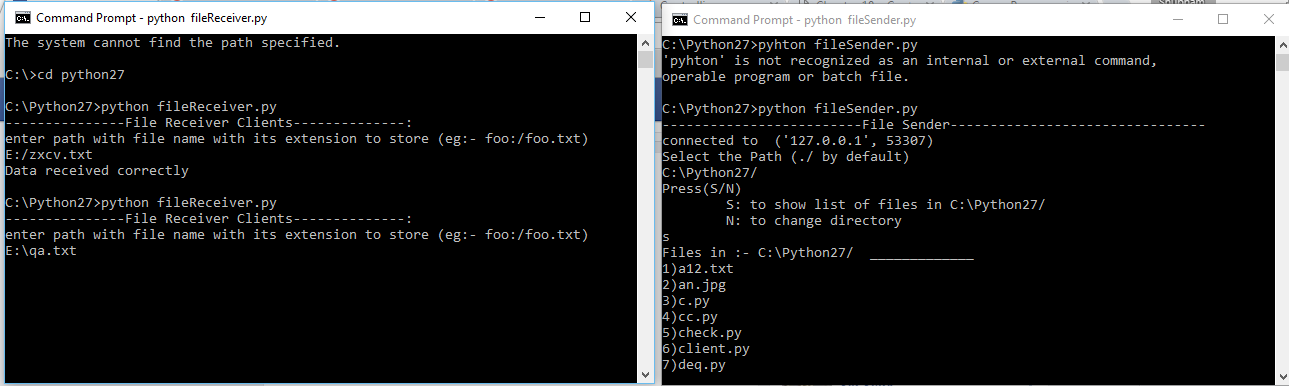 Command Prompt - python fileReceiver.py
The system cannot find the path specified.
C:\>cd python27
C:\Python27>python fileReceiver.py
---------------File Receiver Clients--------------:
enter path with file name with its extension to store (eg:- foo:/foo.txt)
E:/zxcv.txt
Data received correctly
C:\Python27>python fileReceiver.py
---------------File Receiver Clients--------------:
enter path with file name with its extension to store (eg:- foo:/foo.txt)
E:\qa.txt
Command Prompt - python fileSender.py
C:\Python27>pyhton fileSender.py
'pyhton' is not recognized as an internal or external command,
operable program or batch file.
C:\Python27>python fileSender.py
-------------------------File Sender--------------------------------
connected to  ('127.0.0.1', 53307)
Select the Path (./ by default)
C:\Python27/
Press(S/N)
S: to show list of files in C:\Python27/
N: to change directory
s
Files in :- C:\Python27/  _____________
1)a12.txt
2)an.jpg
3)c.py
4)cc.py
5)check.py
6)client.py
7)deq.py